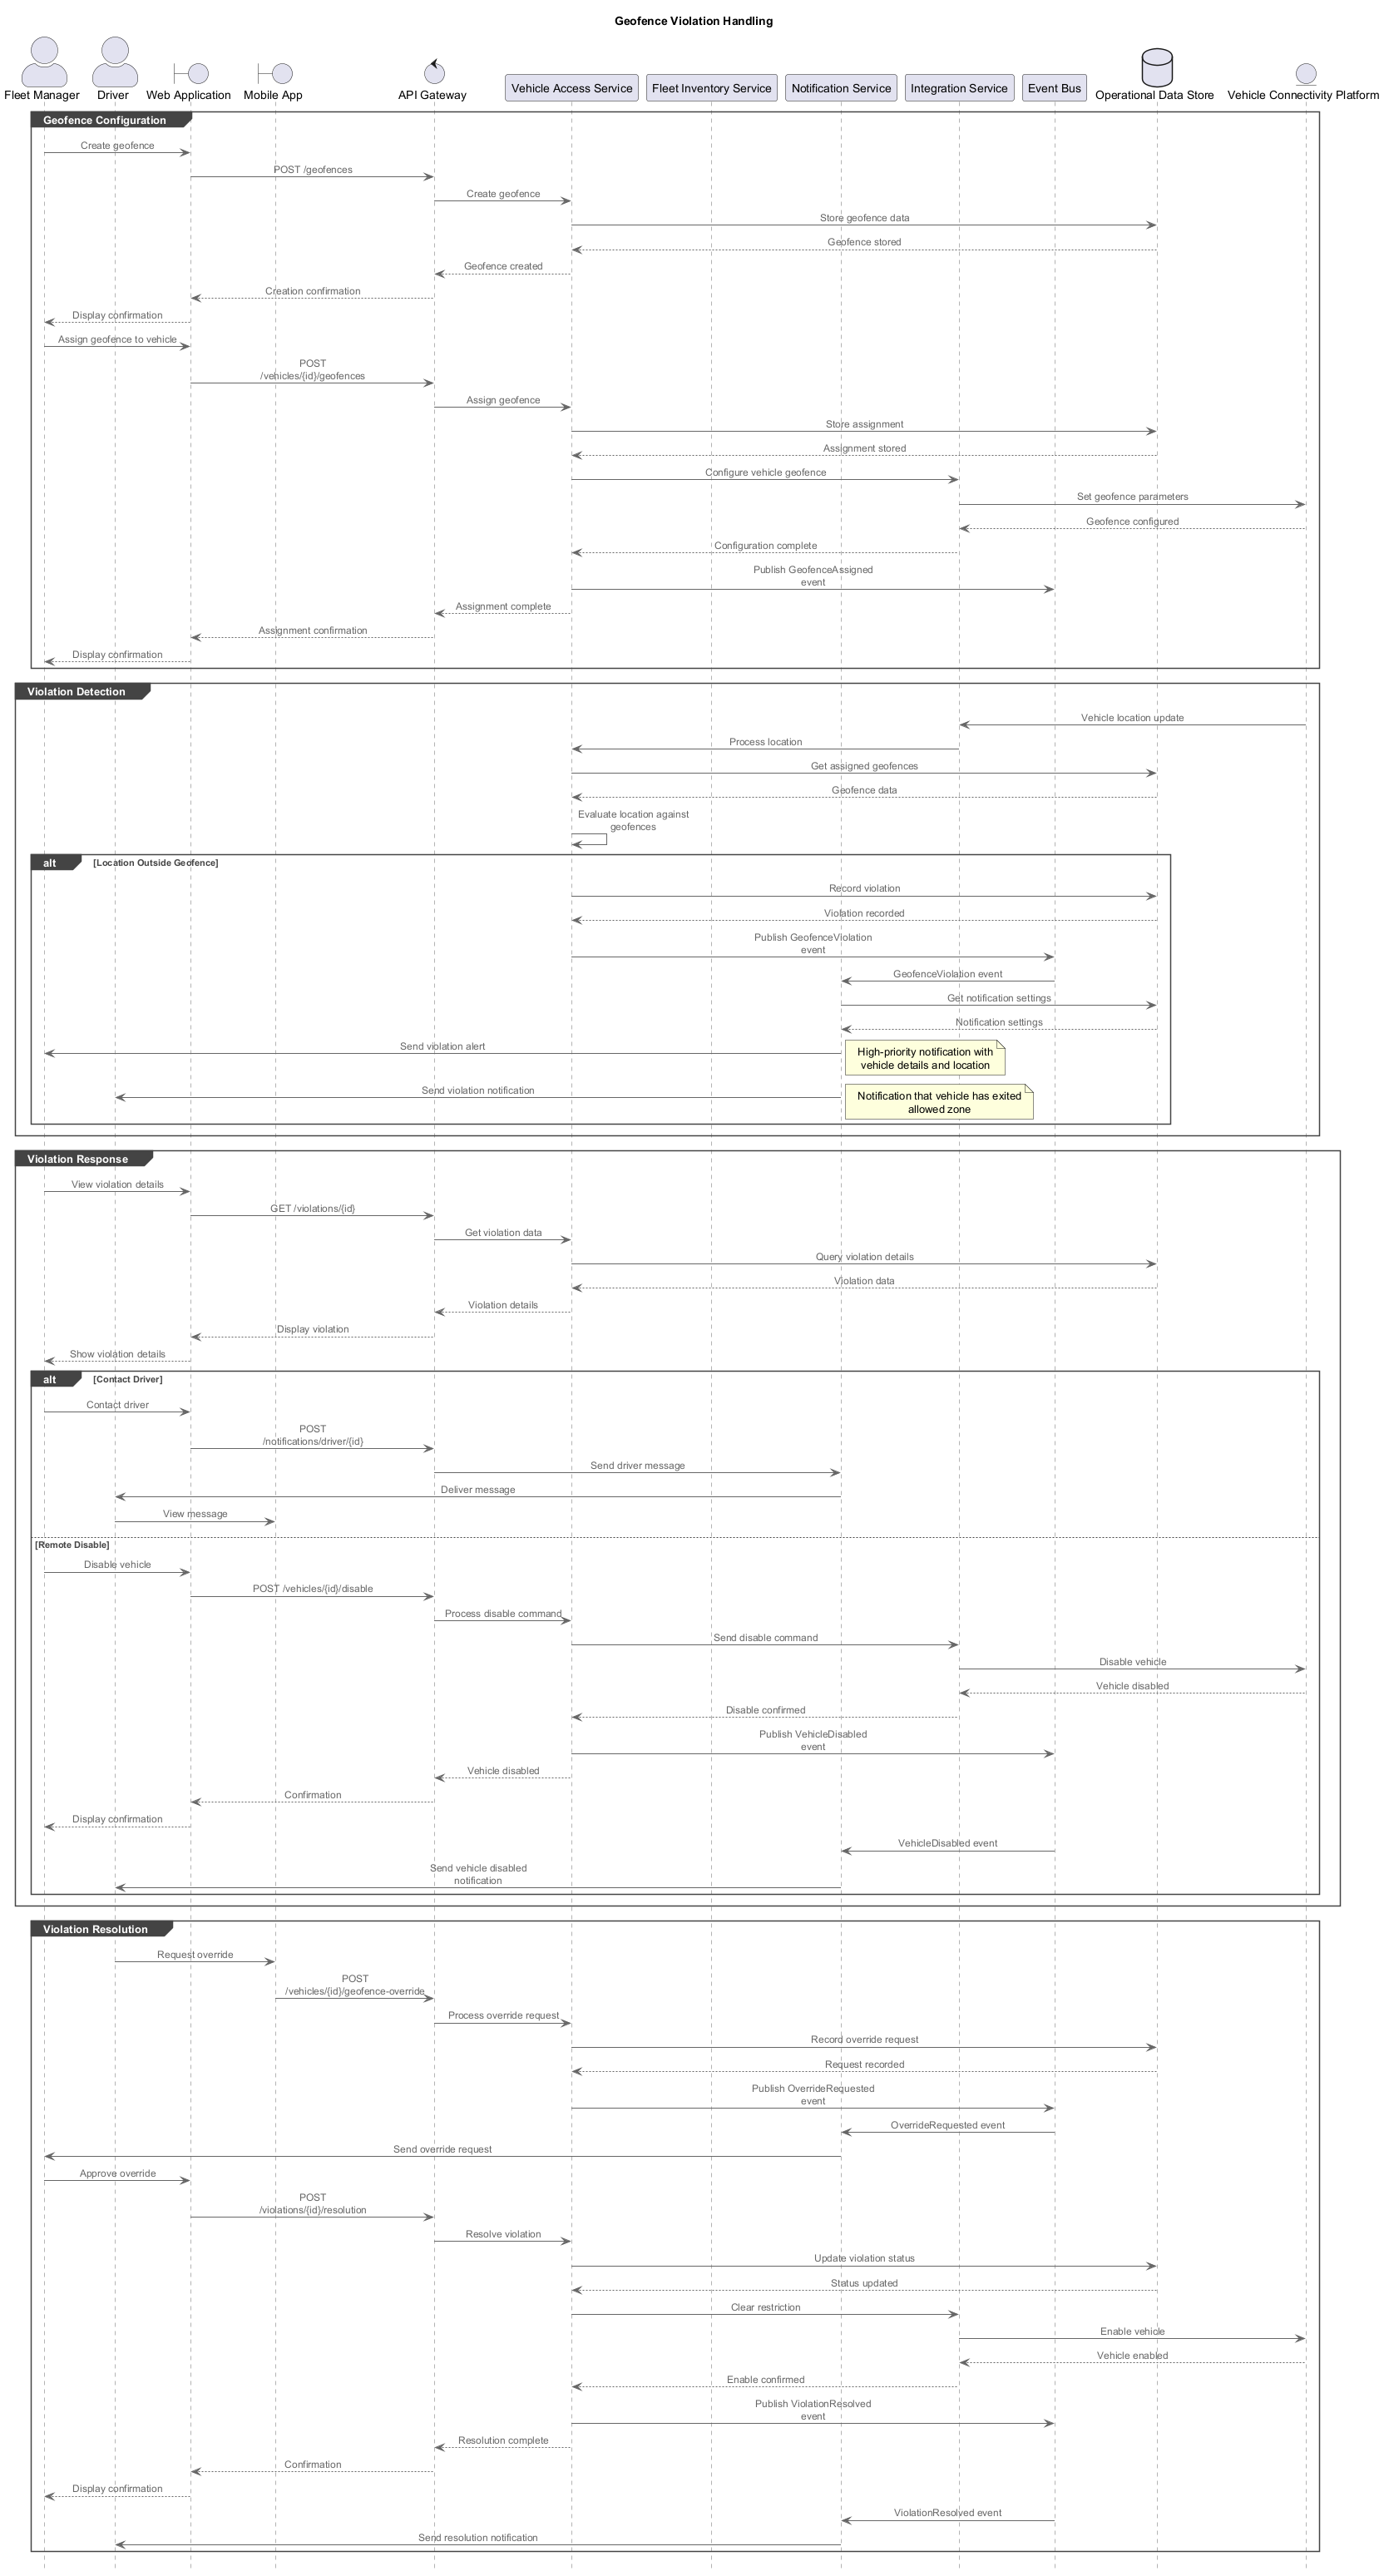 Geofence Violation Handling
Fleet Manager
Driver
Web Application
Mobile App
API Gateway
Vehicle Access Service
Fleet Inventory Service
Notification Service
Integration Service
Event Bus
Operational Data Store
Vehicle Connectivity Platform
Geofence Configuration
Create geofence
POST /geofences
Create geofence
Store geofence data
Geofence stored
Geofence created
Creation confirmation
Display confirmation
Assign geofence to vehicle
POST
/vehicles/{id}/geofences
Assign geofence
Store assignment
Assignment stored
Configure vehicle geofence
Set geofence parameters
Geofence configured
Configuration complete
Publish GeofenceAssigned
event
Assignment complete
Assignment confirmation
Display confirmation
Violation Detection
Vehicle location update
Process location
Get assigned geofences
Geofence data
Evaluate location against
geofences
alt [Location Outside Geofence]
Record violation
Violation recorded
Publish GeofenceViolation
event
GeofenceViolation event
Get notification settings
Notification settings
Send violation alert
High-priority notification with
vehicle details and location
Send violation notification
Notification that vehicle has exited
allowed zone
Violation Response
View violation details
GET /violations/{id}
Get violation data
Query violation details
Violation data
Violation details
Display violation
Show violation details
alt [Contact Driver]
Contact driver
POST
/notifications/driver/{id}
Send driver message
Deliver message
View message
[Remote Disable]
Disable vehicle
POST /vehicles/{id}/disable
Process disable command
Send disable command
Disable vehicle
Vehicle disabled
Disable confirmed
Publish VehicleDisabled
event
Vehicle disabled
Confirmation
Display confirmation
VehicleDisabled event
Send vehicle disabled
notification
Violation Resolution
Request override
POST
/vehicles/{id}/geofence-override
Process override request
Record override request
Request recorded
Publish OverrideRequested
event
OverrideRequested event
Send override request
Approve override
POST
/violations/{id}/resolution
Resolve violation
Update violation status
Status updated
Clear restriction
Enable vehicle
Vehicle enabled
Enable confirmed
Publish ViolationResolved
event
Resolution complete
Confirmation
Display confirmation
ViolationResolved event
Send resolution notification